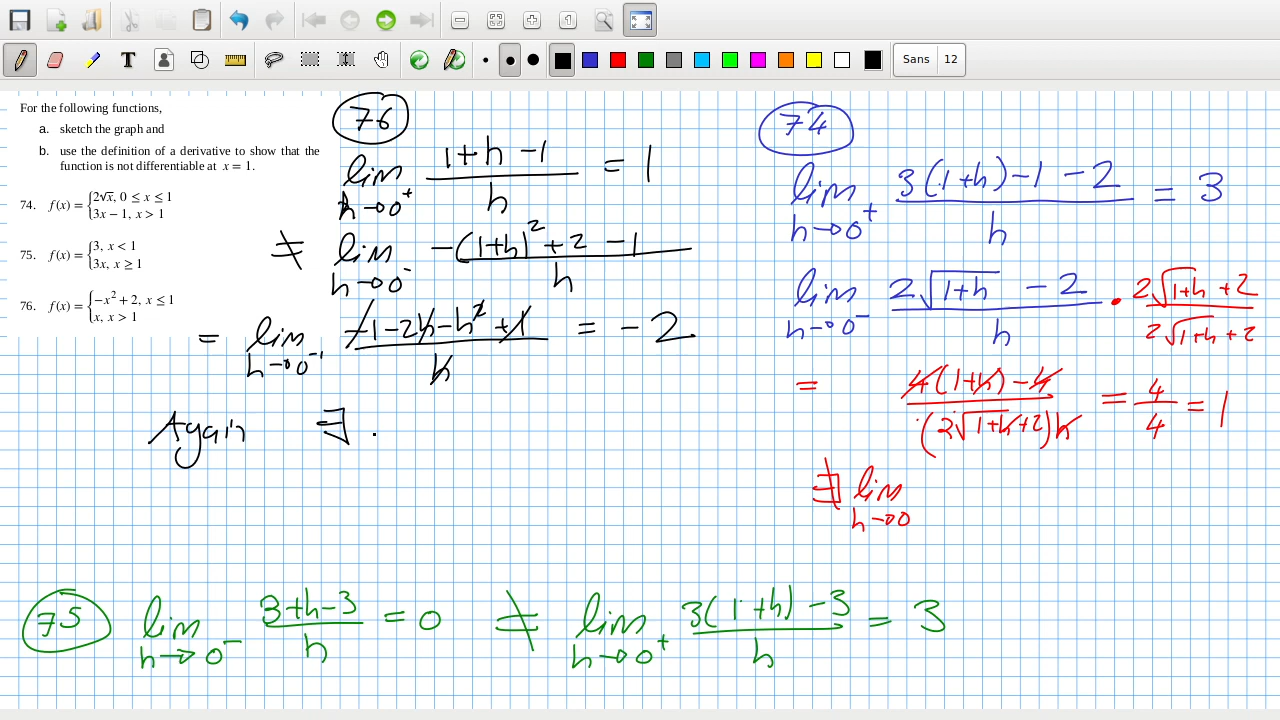 Sans 12
For the following functions,
a. sketch the graph and
b. use the definition of a derivative to show that the
function is not differentiable at x = 1.
74. f(x) = {2√x, 0 ≤ x ≤ 1
3x − 1, x > 1
75. f(x) = {3, x < 1
3x, x ≥ 1
76. f(x) = {−x² + 2, x ≤ 1
x, x > 1
76
lim h→0⁺ (1+h −1)/h = 1
≠ lim h→0⁻ (−(1+h)² + 2 − 1)/h
= lim h→0⁻ (−1−2h−h²+1)/h = −2
Again ∄.
74
lim h→0⁺ (3(1+h)−1 −2)/h = 3
lim h→0⁻ (2√(1+h) − 2)/h • (2√(1+h) + 2)/(2√(1+h) + 2)
= (4(1+h) −4)/((2√(1+h)+2)h) = 4/4 = 1
∄ lim h→0
75
lim h→0⁻ (3+h−3)/h = 0 ≠ lim h→0⁺ (3(1+h) −3)/h = 3